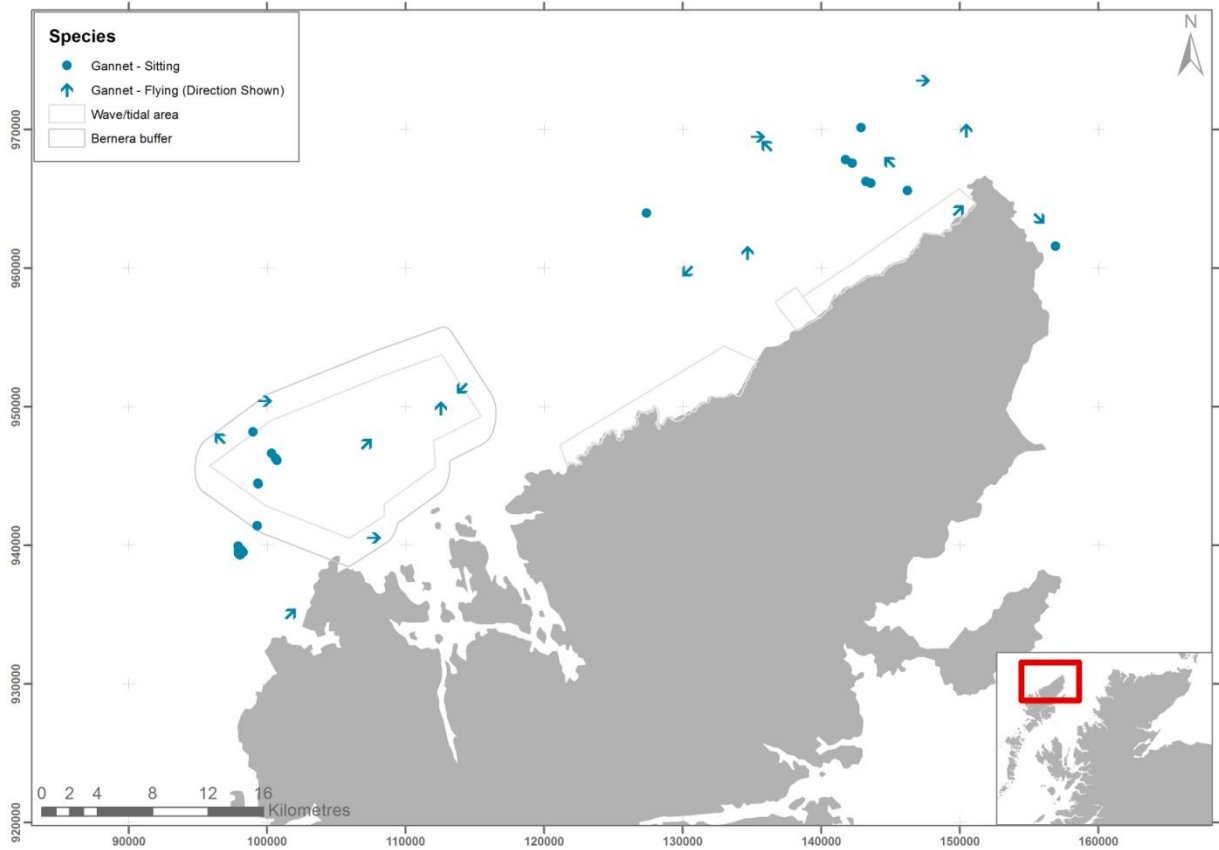 Species
Gannet - Sitting
Gannet - Flying (Direction Shown)
Wave/tidal area
Bernera buffer
N
970000
960000
950000
940000
930000
920000
0 2 4 8 12 16
Kilometres
90000 100000 110000 120000 130000 140000 150000 160000